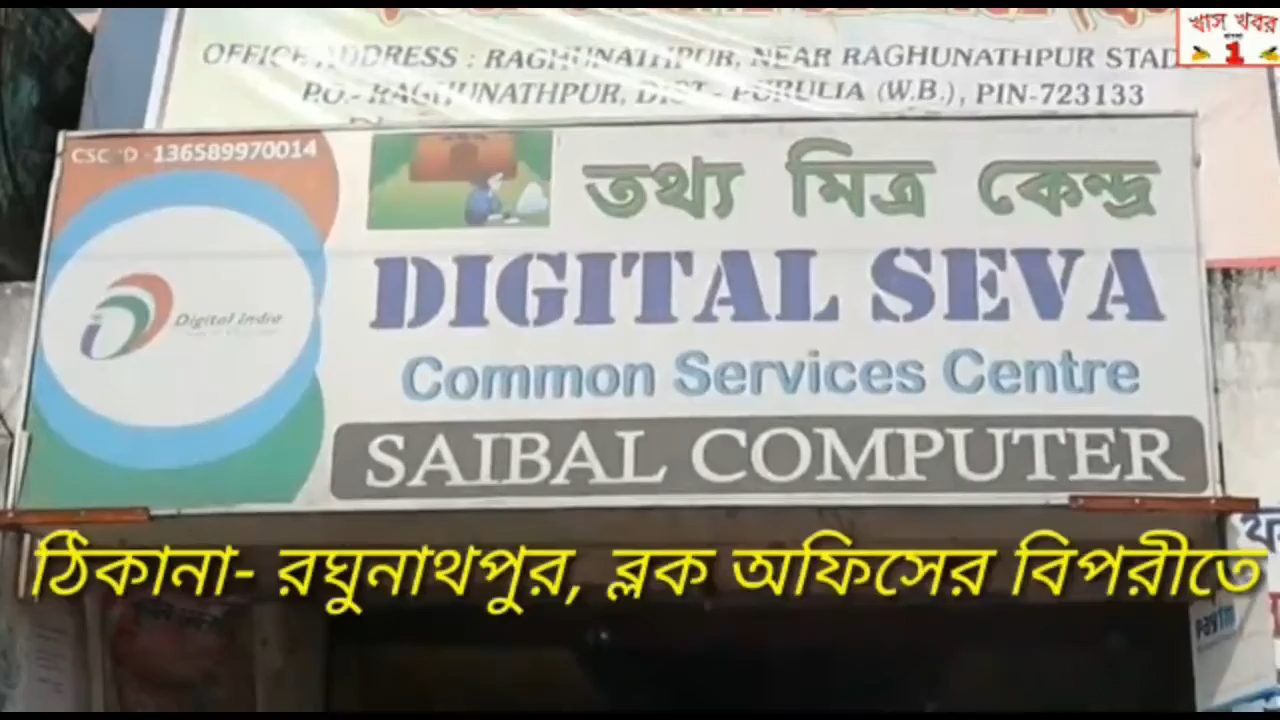 OFFICE ADDRESS : RAGHUNATHPUR, NEAR RAGHUNATHPUR STAD
P.O.- RAGHUNATHPUR, DIST - PURULIA (W.B.), PIN-723133
খাস খবর
বাংলা
1
CSC ID -136589970014
তথ্য মিত্র কেন্দ্র
Digital India
DIGITAL SEVA
Common Services Centre
SAIBAL COMPUTER
ঠিকানা- রঘুনাথপুর, ব্লক অফিসের বিপরীতে
paytm